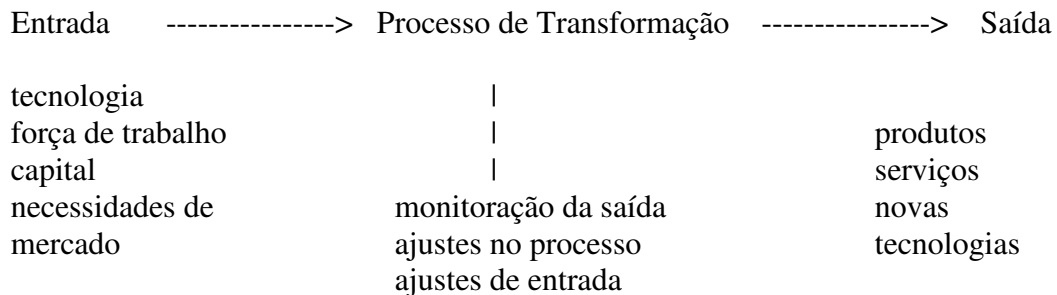 Entrada ----------------> Processo de Transformação ----------------> Saída
tecnologia |
força de trabalho | produtos
capital | serviços
necessidades de monitoração da saída novas
mercado ajustes no processo tecnologias
ajustes de entrada